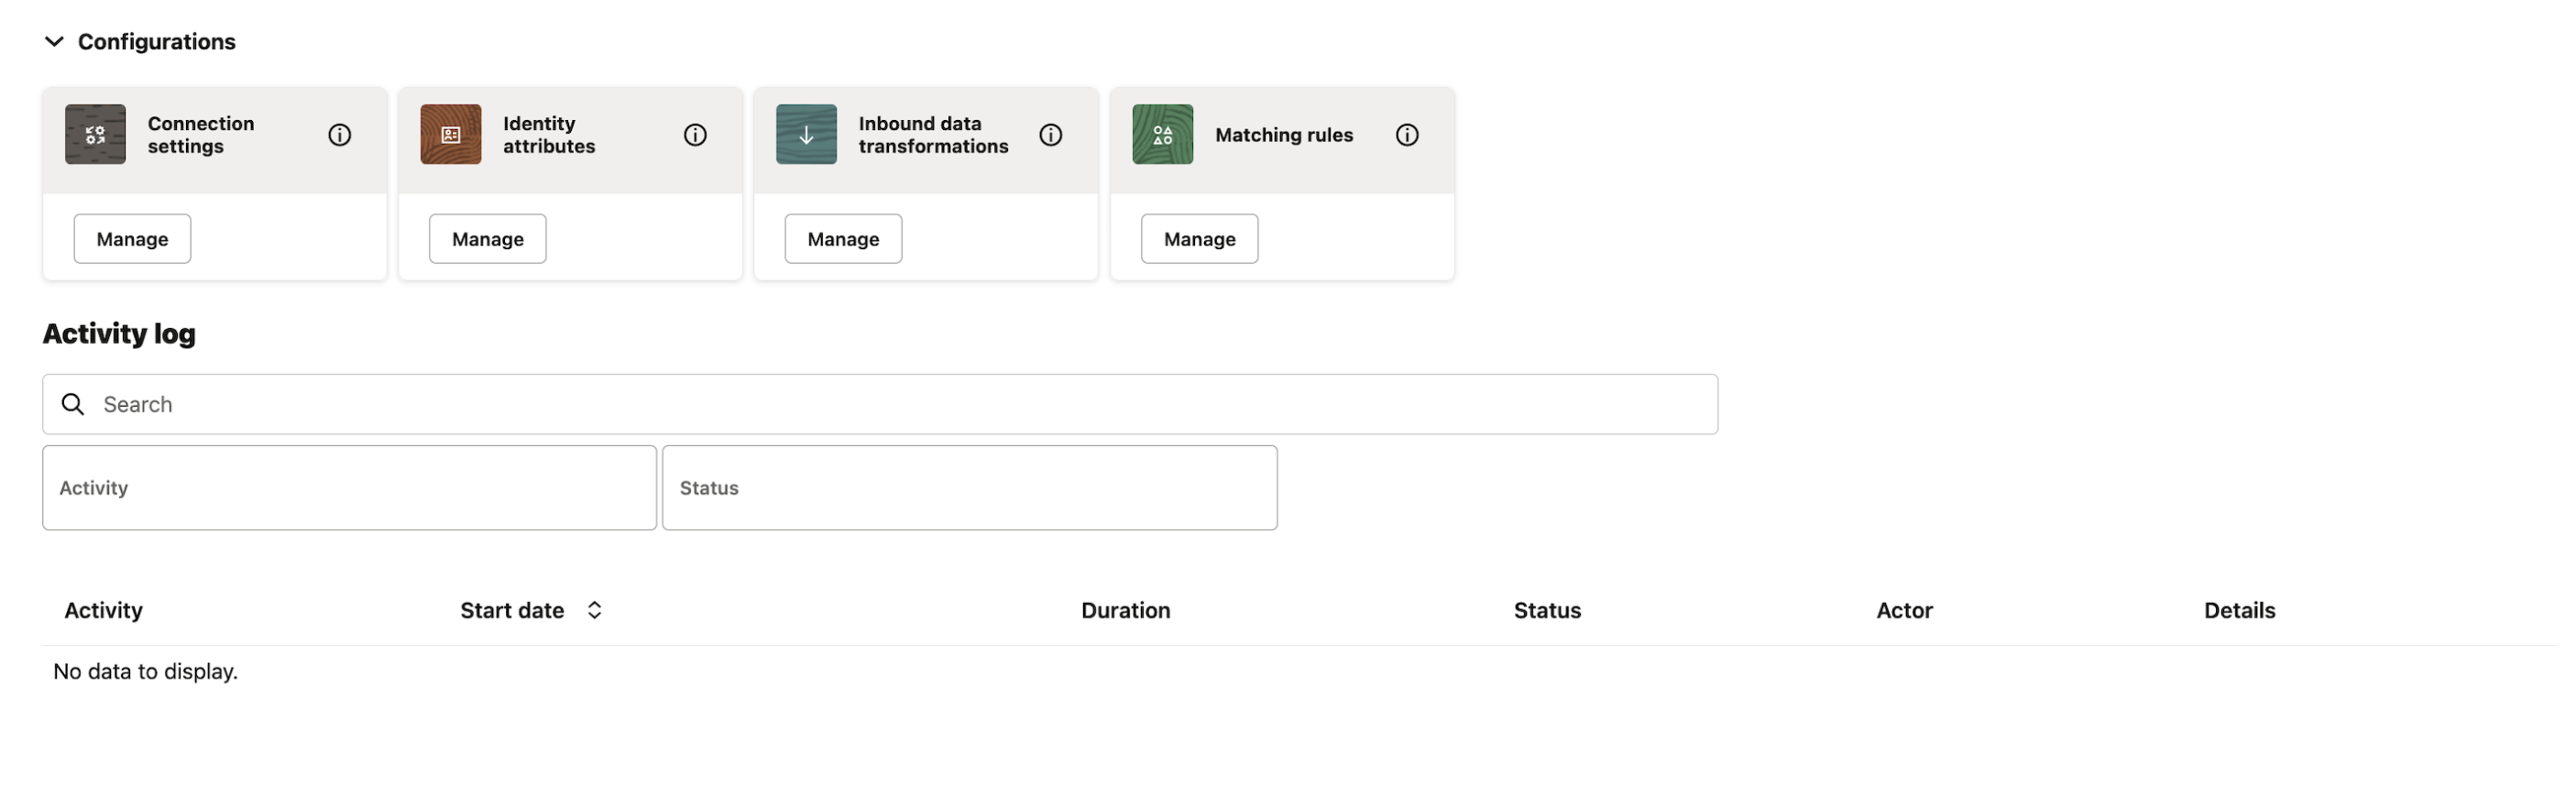 Configurations
Connection
settings
Identity
attributes
Inbound data
transformations
Matching rules
Manage
Manage
Manage
Manage
Activity log
Search
Activity
Status
Activity Start date Duration Status Actor Details
No data to display.